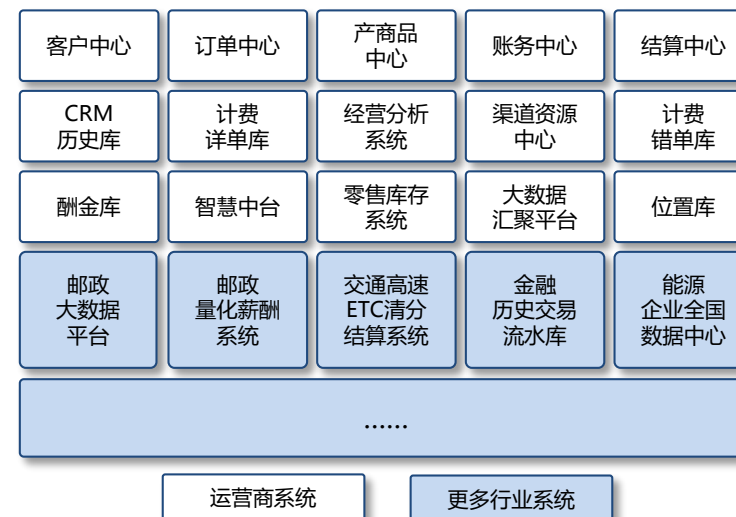 客户中心
订单中心
产商品
中心
账务中心
结算中心
CRM
历史库
计费
详单库
经营分析
系统
渠道资源
中心
计费
错单库
酬金库
智慧中台
零售库存
系统
大数据
汇聚平台
位置库
邮政
大数据
平台
邮政
量化薪酬
系统
交通高速
ETC清分
结算系统
金融
历史交易
流水库
能源
企业全国
数据中心
......
运营商系统
更多行业系统